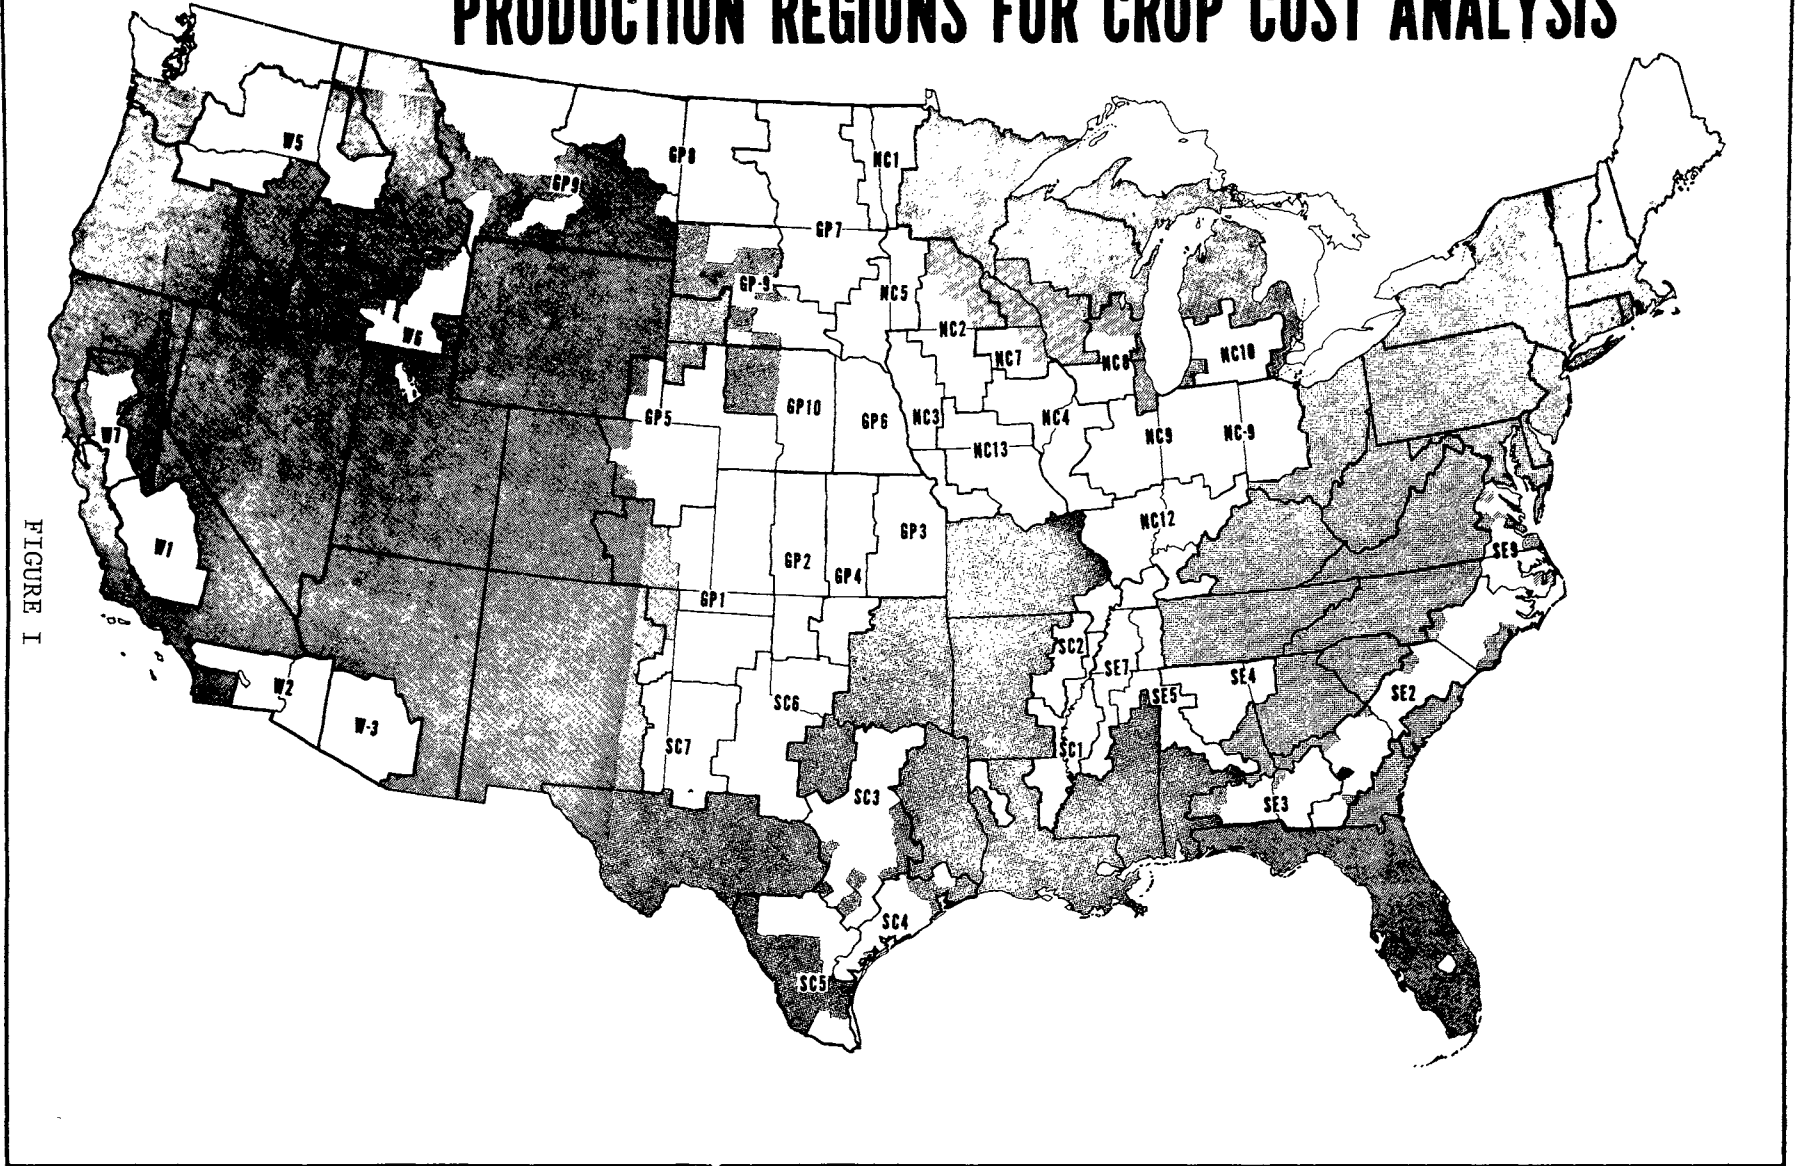 PRODUCTION REGIONS FOR CROP COST ANALYSIS
FIGURE I
W5
GP8
NC1
GP9
GP7
GP-9
NC5
NC2
W6
NC7
NC8
NC10
GP5
GP10
GP6
NC3
NC4
NC9
NC-9
W7
NC13
NC12
W1
GP3
GP2
GP4
SE9
GP1
SC2
SE7
SE4
W2
SC6
SE5
SE2
W-3
SC7
SC1
SC3
SE3
SC4
SC5